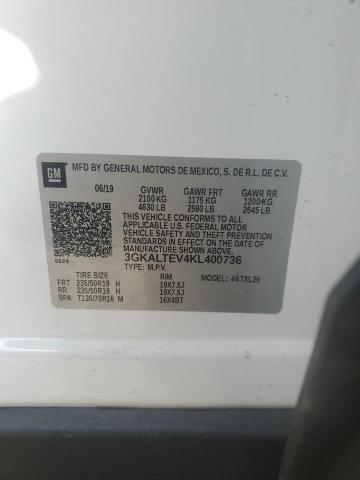 GM
MFD BY GENERAL MOTORS DE MEXICO, S. DE R.L. DE C.V.
06/19 GVWR GAWR FRT GAWR RR
2100 KG 1175 KG 1200 KG
4630 LB 2590 LB 2645 LB
THIS VEHICLE CONFORMS TO ALL
APPLICABLE U.S. FEDERAL MOTOR
VEHICLE SAFETY AND THEFT
PREVENTION STANDARDS IN EFFECT ON THE DATE OF
MANUFACTURE SHOWN ABOVE.
3GKALTEV4KL400736
TYPE: M.P.V. MODEL: 46TXL26
TIRE SIZE RIM
FRT 235/50R19 H 19X7.5J
RR 235/50R19 H 19X7.5J
SPA T135/70R16 M 16X4BT